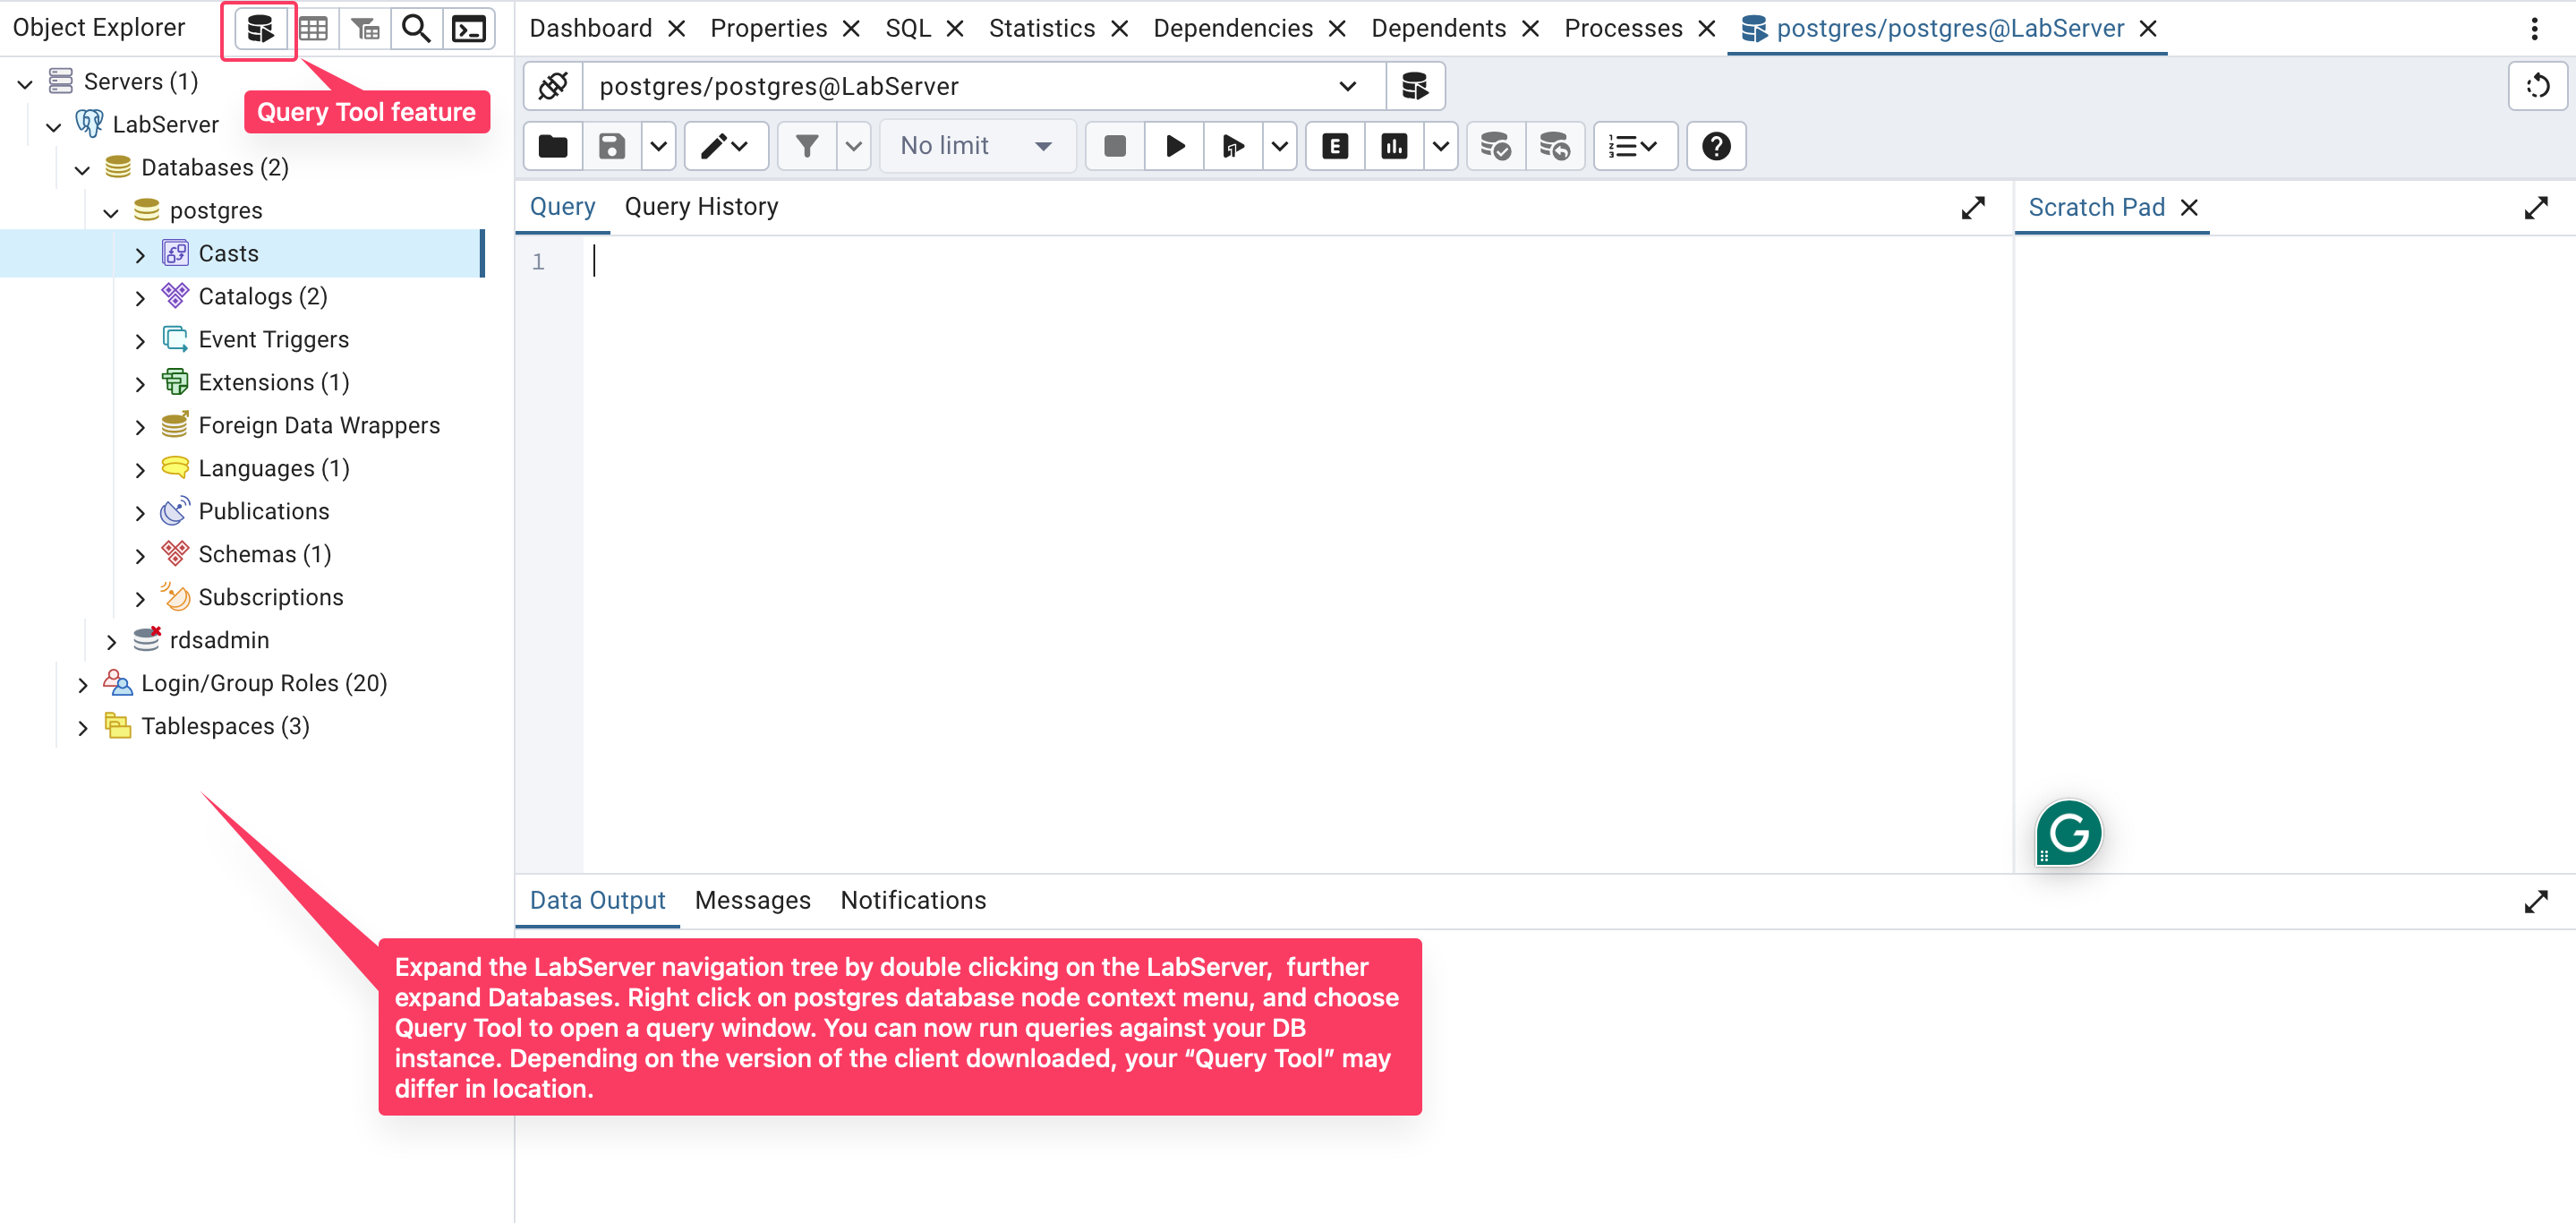 Object Explorer
Dashboard
Properties
SQL
Statistics
Dependencies
Dependents
Processes
postgres/postgres@LabServer
Servers (1)
Query Tool feature
LabServer
Databases (2)
postgres
Casts
Catalogs (2)
Event Triggers
Extensions (1)
Foreign Data Wrappers
Languages (1)
Publications
Schemas (1)
Subscriptions
rdsadmin
Login/Group Roles (20)
Tablespaces (3)
postgres/postgres@LabServer
No limit
E
Query
Query History
Scratch Pad
1
G
Data Output
Messages
Notifications
Expand the LabServer navigation tree by double clicking on the LabServer,  further
expand Databases. Right click on postgres database node context menu, and choose
Query Tool to open a query window. You can now run queries against your DB
instance. Depending on the version of the client downloaded, your “Query Tool” may
differ in location.